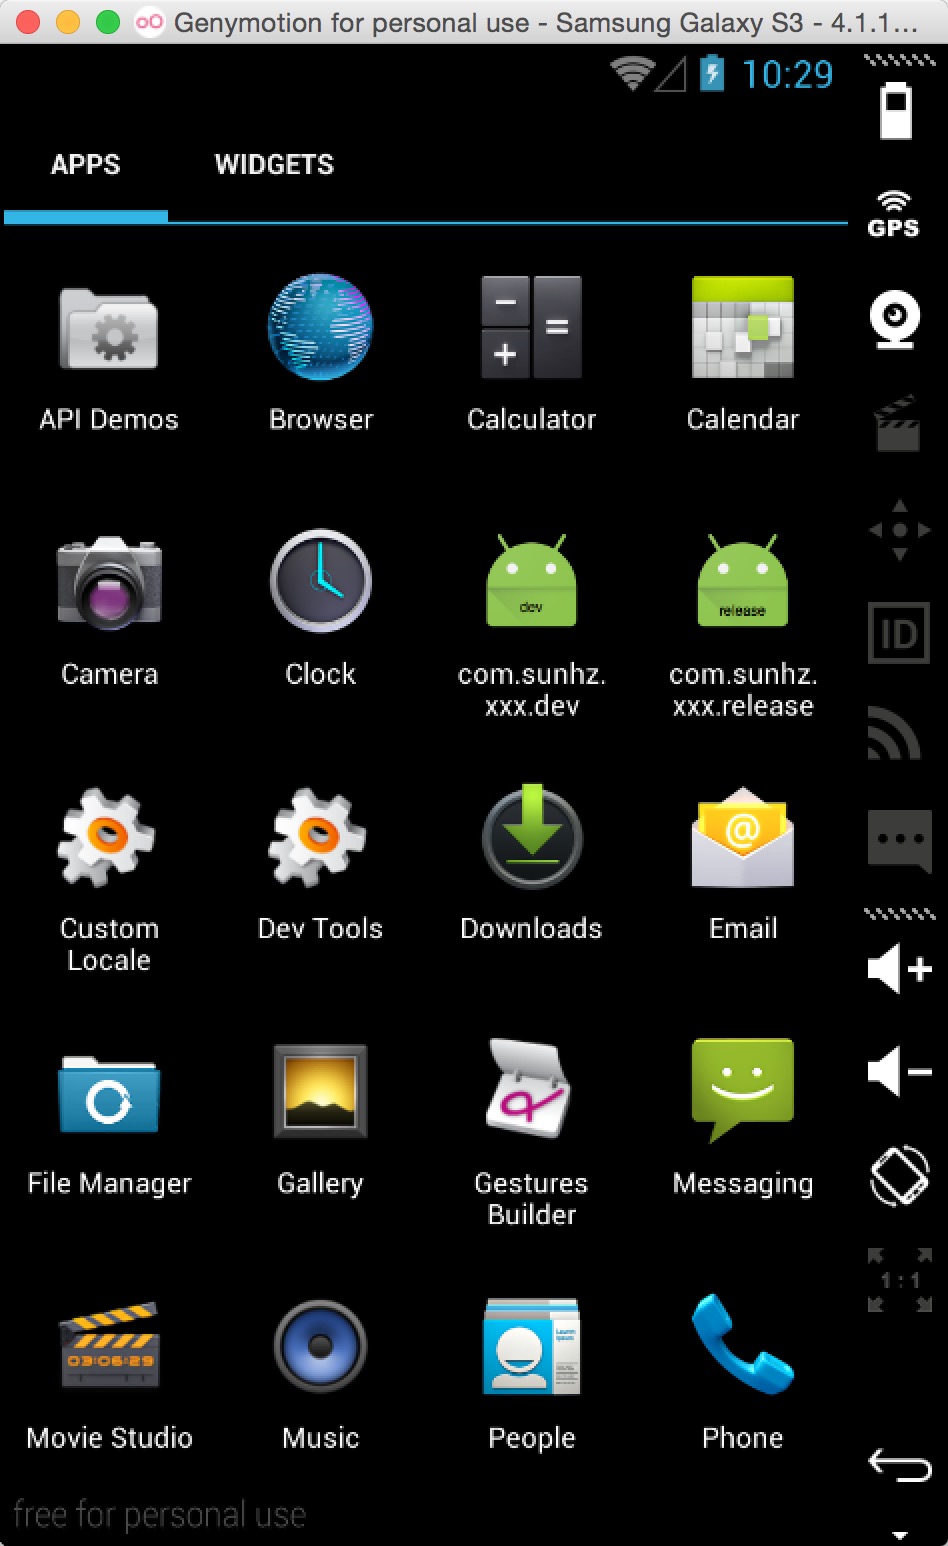 Genymotion for personal use - Samsung Galaxy S3 - 4.1.1...
10:29
APPS WIDGETS
GPS
API Demos Browser Calculator Calendar
dev release
ID
Camera Clock com.sunhz. com.sunhz.
xxx.dev xxx.release
@
Custom Dev Tools Downloads Email
Locale
File Manager Gallery Gestures Messaging
Builder
1:1
03:06:29
Movie Studio Music People Phone
free for personal use